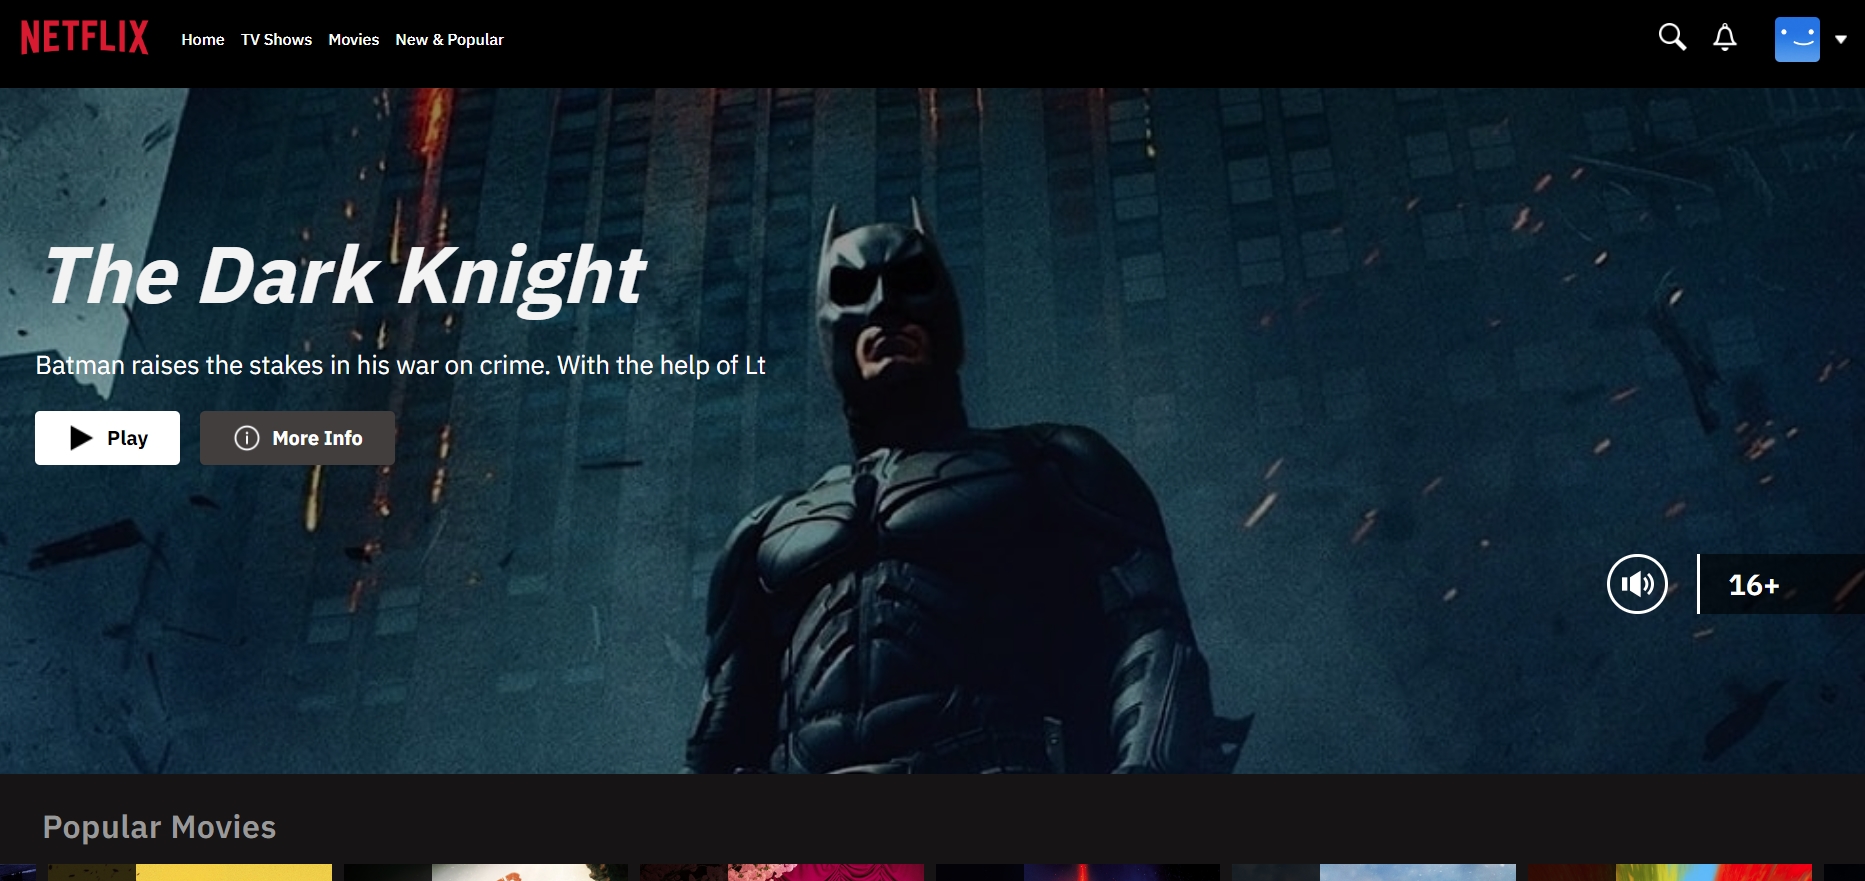 NETFLIX Home TV Shows Movies New & Popular
The Dark Knight
Batman raises the stakes in his war on crime. With the help of Lt
Play More Info
16+
Popular Movies